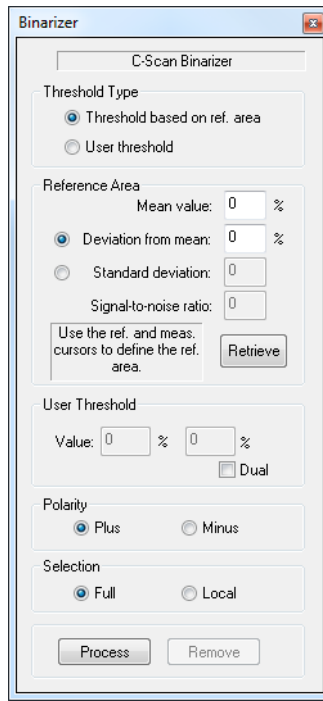 Binarizer
C-Scan Binarizer
Threshold Type
Threshold based on ref. area
User threshold
Reference Area
Mean value: 0 %
Deviation from mean: 0 %
Standard deviation: 0
Signal-to-noise ratio: 0
Use the ref. and meas.
cursors to define the ref.
area.
Retrieve
User Threshold
Value: 0 % 0 %
Dual
Polarity
Plus Minus
Selection
Full Local
Process Remove